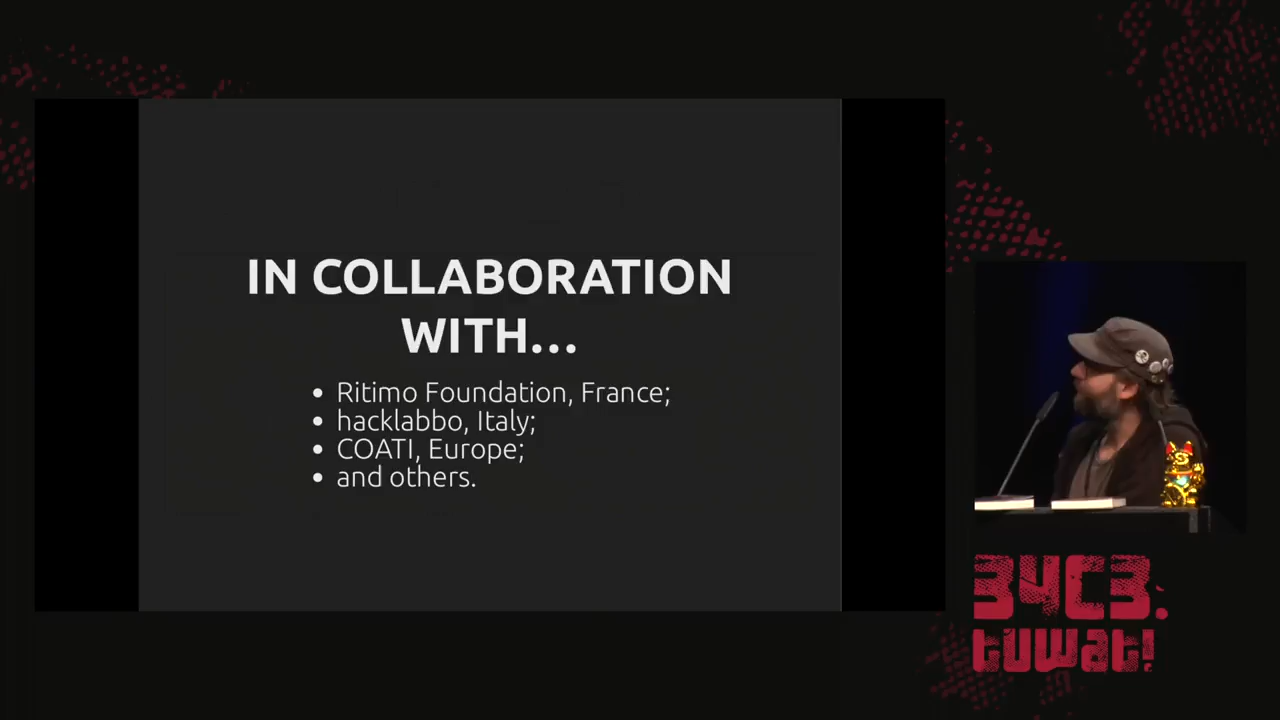 IN COLLABORATION
WITH...
• Ritimo Foundation, France;
• hacklabbo, Italy;
• COATI, Europe;
• and others.
34C3.
tuwat!